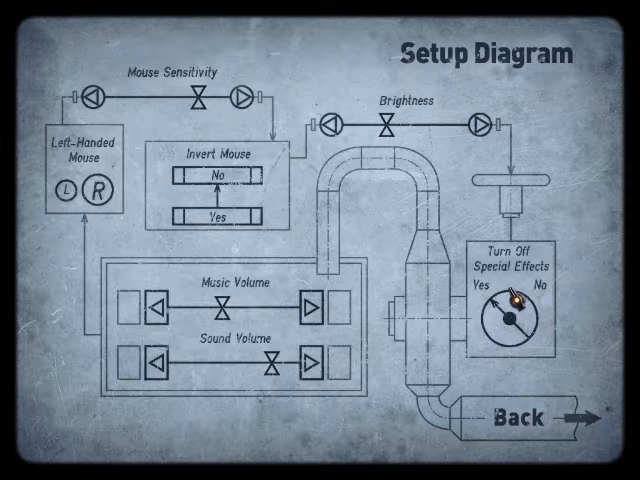 Setup Diagram
Mouse Sensitivity
Brightness
Left-Handed
Mouse
L R
Invert Mouse
No
Yes
Turn Off
Special Effects
Yes No
Music Volume
Sound Volume
Back